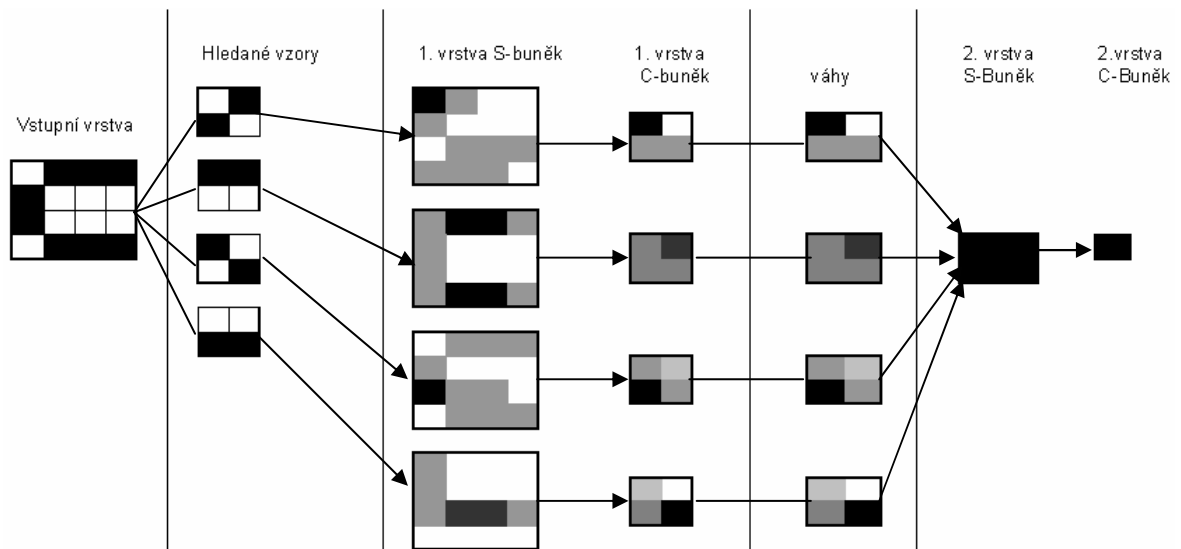 Vstupní vrstva
Hledané vzory
1. vrstva S-buněk
1. vrstva
C-buněk
váhy
2. vrstva
S-Buněk
2.vrstva
C-Buněk